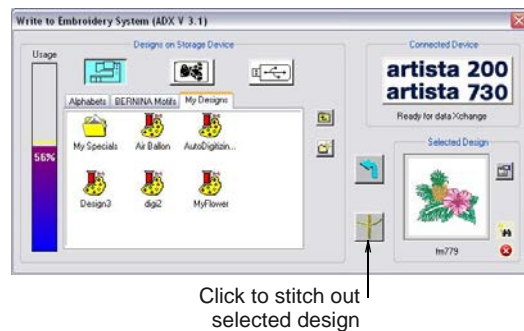 Write to Embroidery System (ADX V 3.1)
Usage
Designs on Storage Device
Connected Device
artista 200
artista 730
Ready for data Xchange
Alphabets BERNINA Motifs My Designs
My Specials Air Ballon AutoDigitizin...
Design3 digi2 MyFlower
56%
Selected Design
fm779
Click to stitch out
selected design